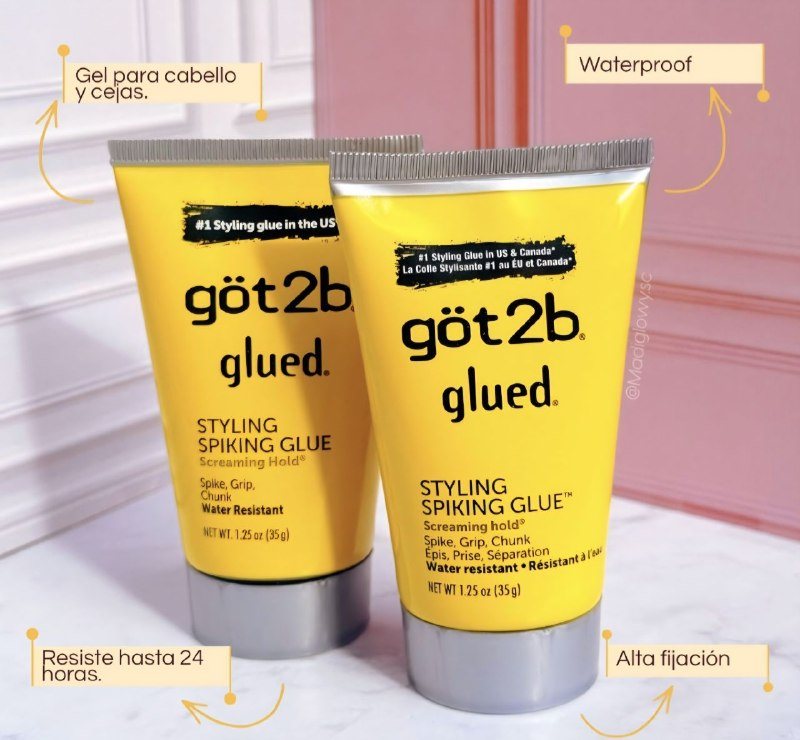 Gel para cabello
y cejas.
Waterproof
#1 Styling glue in the US
göt2b®
glued®
STYLING
SPIKING GLUE
Screaming Hold®
Spike, Grip,
Chunk
Water Resistant
NET WT. 1.25 oz (35g)
#1 Styling Glue in US & Canada*
La Colle Stylisante #1 au ÉU et Canada*
göt2b®
glued®
STYLING
SPIKING GLUE™
Screaming hold®
Spike, Grip, Chunk
Épis, Prise, Séparation
Water resistant • Résistant à l'eau
NET WT 1.25 oz (35g)
@Madiglowy.sc
Resiste hasta 24
horas.
Alta fijación